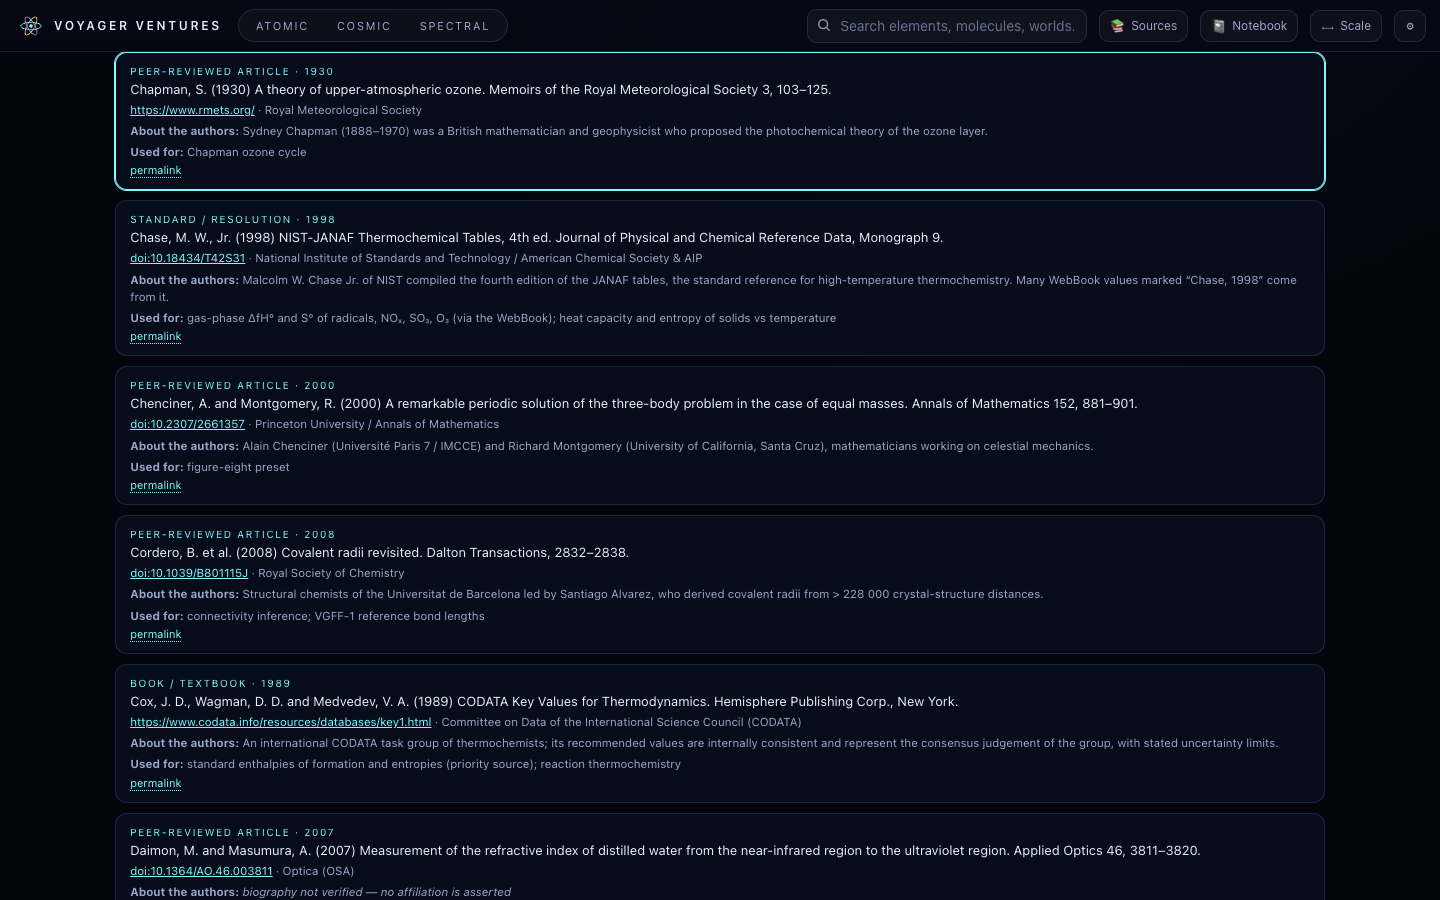 VOYAGER VENTURES
ATOMIC COSMIC SPECTRAL
Search elements, molecules, worlds.
Sources
Notebook
Scale
PEER-REVIEWED ARTICLE · 1930
Chapman, S. (1930) A theory of upper-atmospheric ozone. Memoirs of the Royal Meteorological Society 3, 103–125.
https://www.rmets.org/ · Royal Meteorological Society
About the authors: Sydney Chapman (1888–1970) was a British mathematician and geophysicist who proposed the photochemical theory of the ozone layer.
Used for: Chapman ozone cycle
permalink
STANDARD / RESOLUTION · 1998
Chase, M. W., Jr. (1998) NIST-JANAF Thermochemical Tables, 4th ed. Journal of Physical and Chemical Reference Data, Monograph 9.
doi:10.18434/T42S31 · National Institute of Standards and Technology / American Chemical Society & AIP
About the authors: Malcolm W. Chase Jr. of NIST compiled the fourth edition of the JANAF tables, the standard reference for high-temperature thermochemistry. Many WebBook values marked “Chase, 1998” come
from it.
Used for: gas-phase ΔfH° and S° of radicals, NOₓ, SO₂, O₃ (via the WebBook); heat capacity and entropy of solids vs temperature
permalink
PEER-REVIEWED ARTICLE · 2000
Chenciner, A. and Montgomery, R. (2000) A remarkable periodic solution of the three-body problem in the case of equal masses. Annals of Mathematics 152, 881–901.
doi:10.2307/2661357 · Princeton University / Annals of Mathematics
About the authors: Alain Chenciner (Université Paris 7 / IMCCE) and Richard Montgomery (University of California, Santa Cruz), mathematicians working on celestial mechanics.
Used for: figure-eight preset
permalink
PEER-REVIEWED ARTICLE · 2008
Cordero, B. et al. (2008) Covalent radii revisited. Dalton Transactions, 2832–2838.
doi:10.1039/B801115J · Royal Society of Chemistry
About the authors: Structural chemists of the Universitat de Barcelona led by Santiago Alvarez, who derived covalent radii from > 228 000 crystal-structure distances.
Used for: connectivity inference; VGFF-1 reference bond lengths
permalink
BOOK / TEXTBOOK · 1989
Cox, J. D., Wagman, D. D. and Medvedev, V. A. (1989) CODATA Key Values for Thermodynamics. Hemisphere Publishing Corp., New York.
https://www.codata.info/resources/databases/key1.html · Committee on Data of the International Science Council (CODATA)
About the authors: An international CODATA task group of thermochemists; its recommended values are internally consistent and represent the consensus judgement of the group, with stated uncertainty limits.
Used for: standard enthalpies of formation and entropies (priority source); reaction thermochemistry
permalink
PEER-REVIEWED ARTICLE · 2007
Daimon, M. and Masumura, A. (2007) Measurement of the refractive index of distilled water from the near-infrared region to the ultraviolet region. Applied Optics 46, 3811–3820.
doi:10.1364/AO.46.003811 · Optica (OSA)
About the authors: biography not verified — no affiliation is asserted